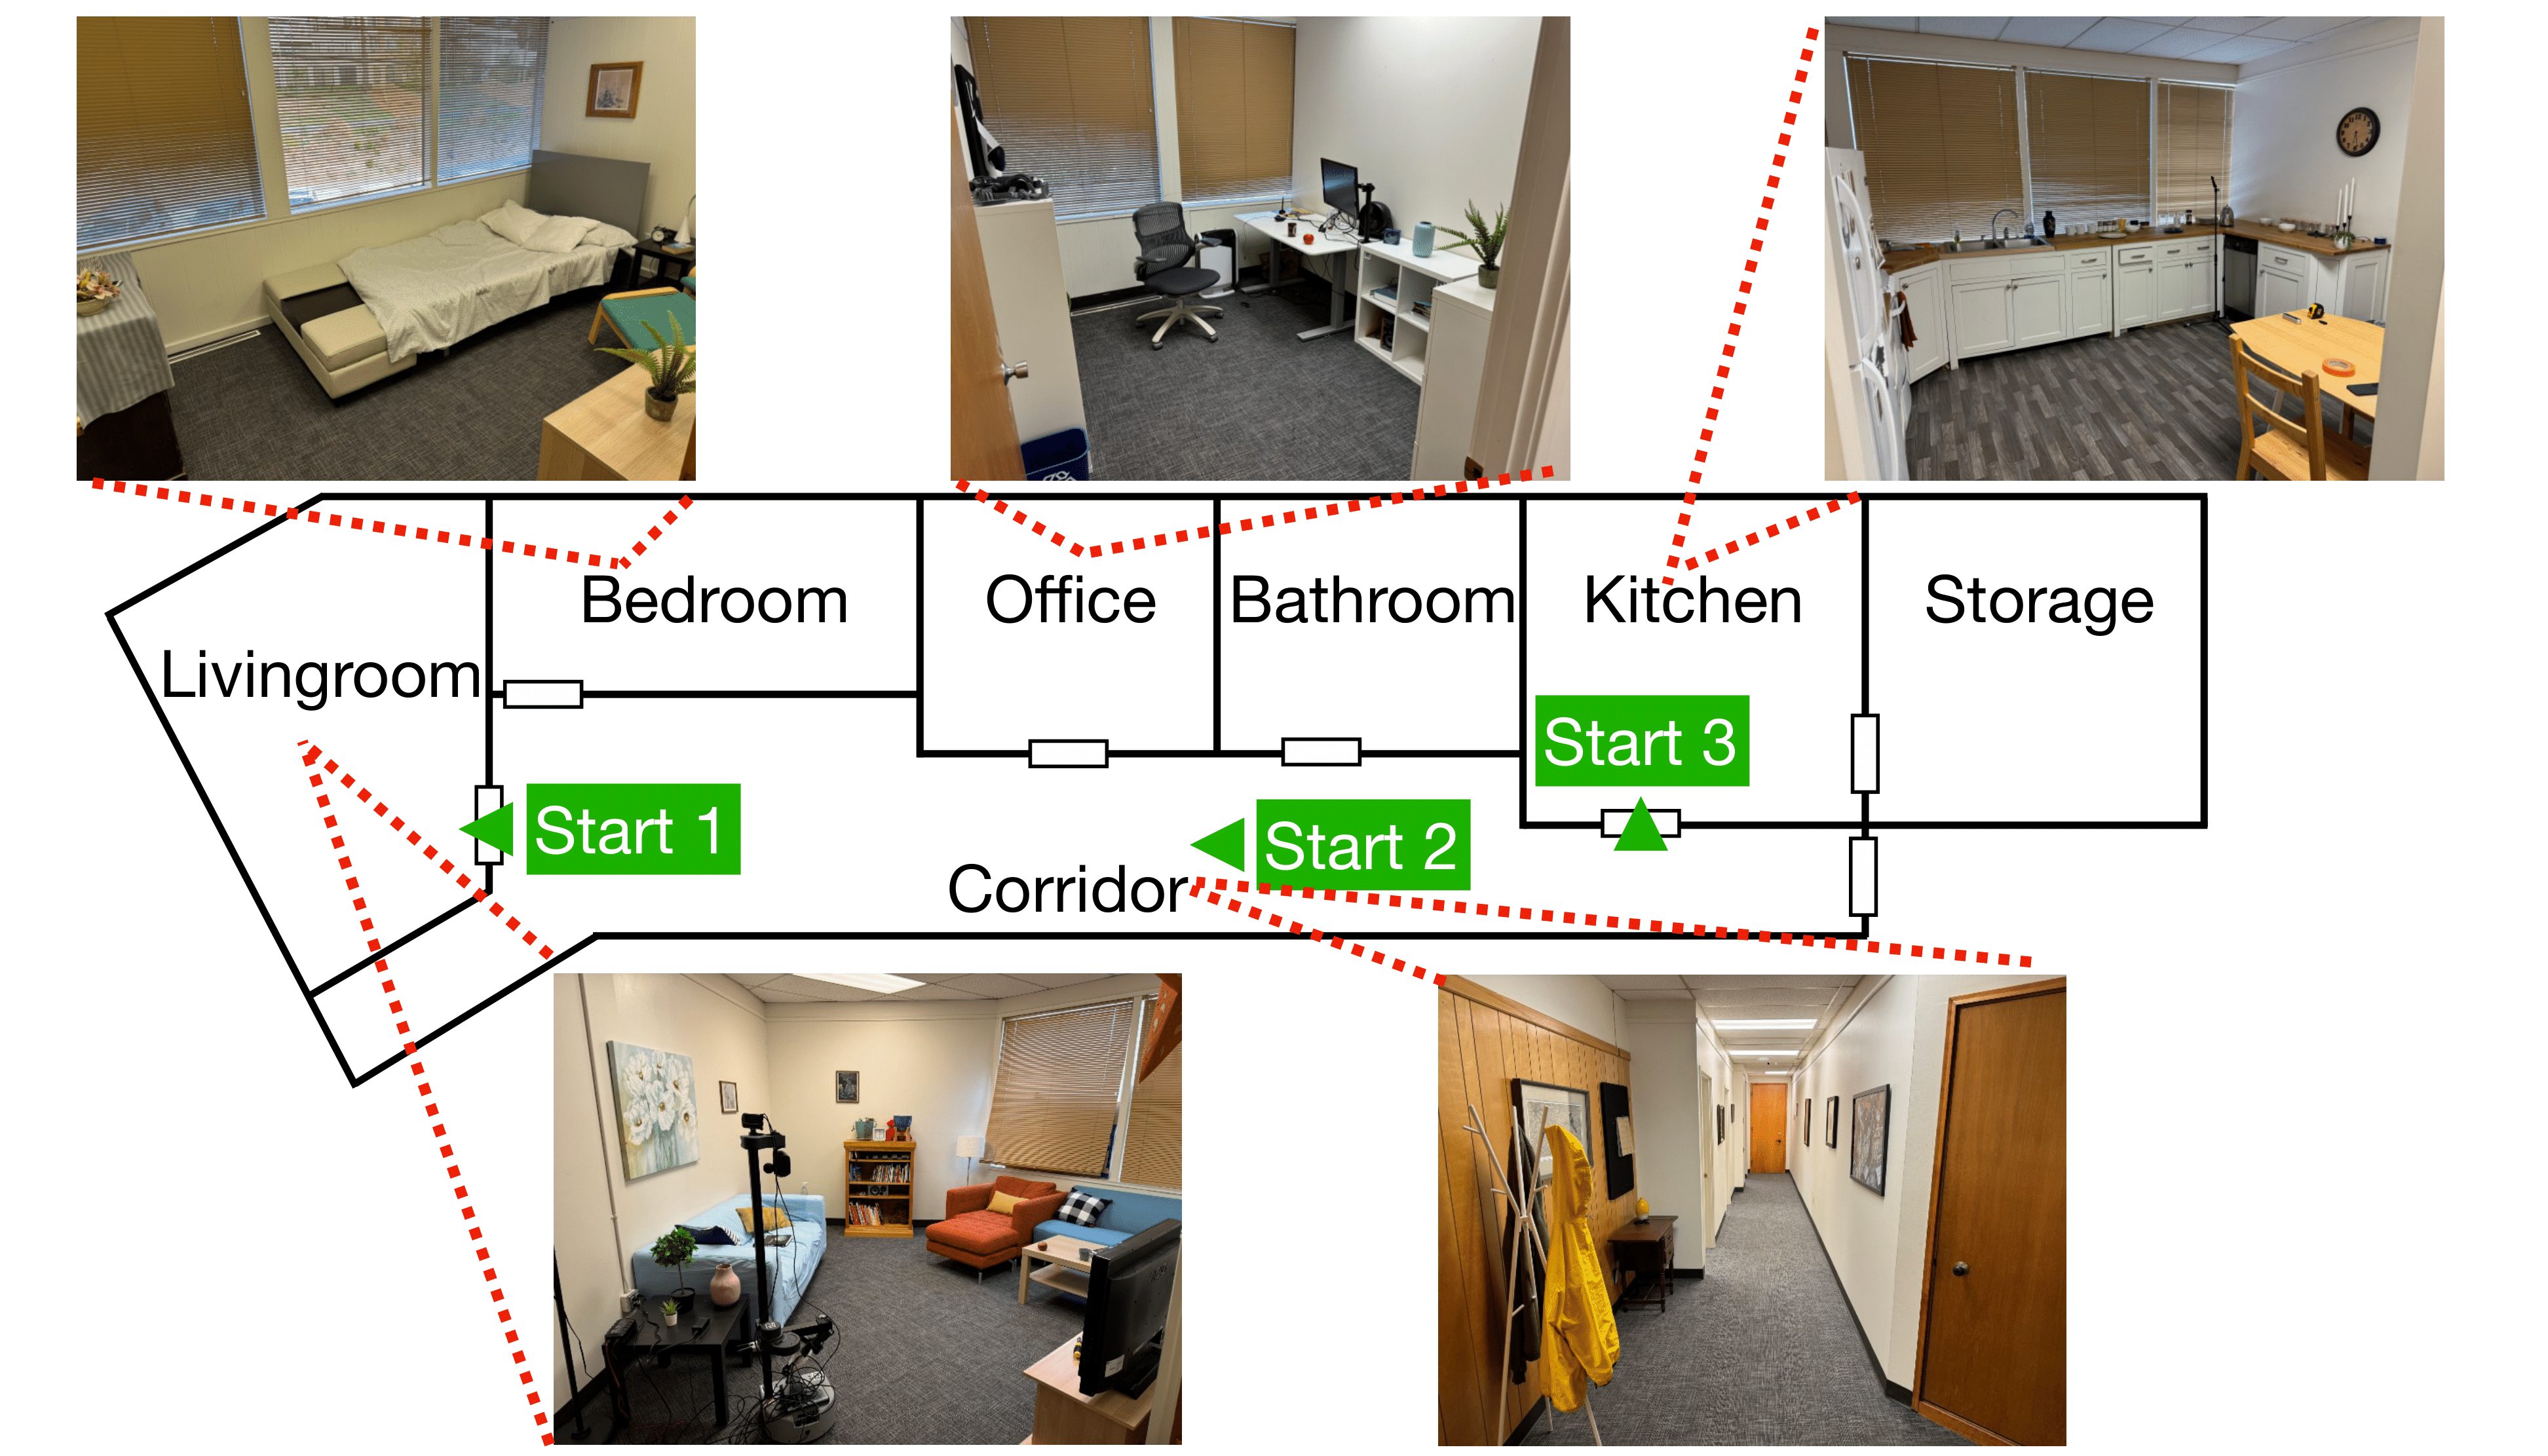 Bedroom
Office
Bathroom
Kitchen
Storage
Livingroom
Start 3
Start 1
Start 2
Corridor